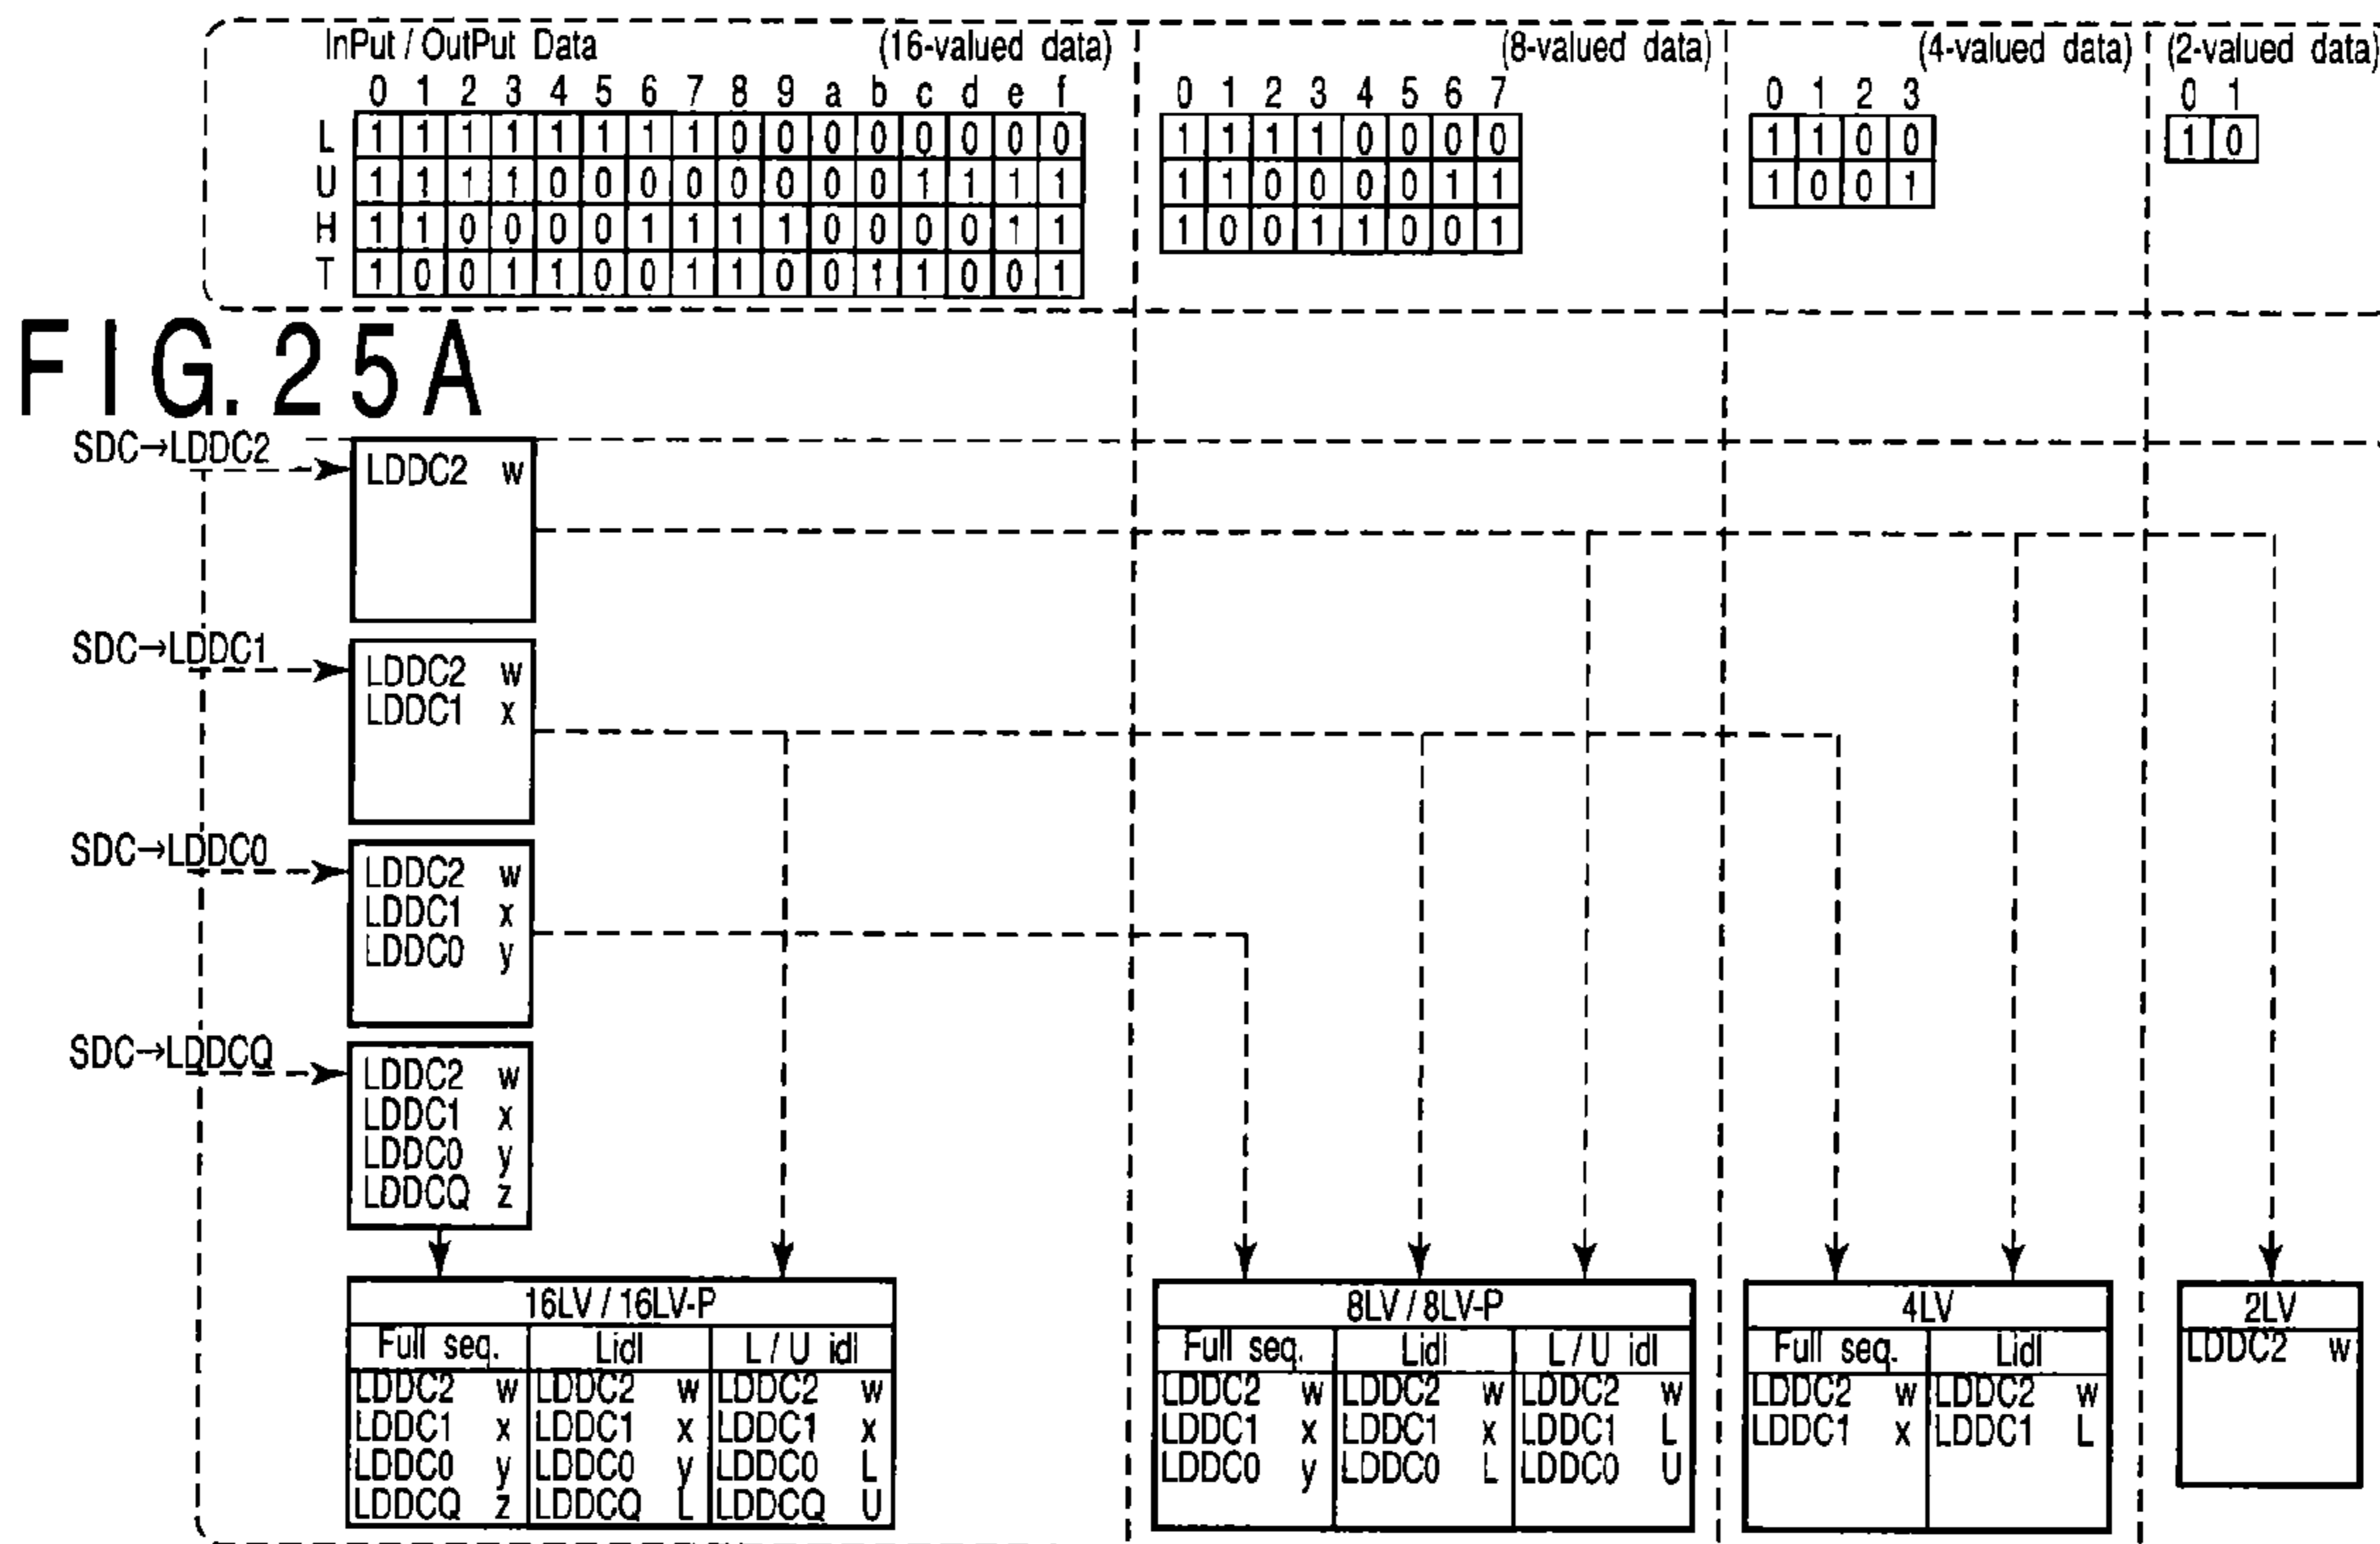 InPut / OutPut Data (16-valued data) (8-valued data) (4-valued data) (2-valued data)
0 1 2 3 4 5 6 7 8 9 a b c d e f 0 1 2 3 4 5 6 7 0 1 2 3 0 1
L 1 1 1 1 1 1 1 1 0 0 0 0 0 0 0 0 1 1 1 1 0 0 0 0 1 1 0 0 1 0
U 1 1 1 1 0 0 0 0 0 0 0 0 1 1 1 1 1 1 0 0 0 0 1 1 1 0 0 1
H 1 1 0 0 0 0 1 1 1 1 0 0 0 0 1 1 1 0 0 1 1 0 0 1
T 1 0 0 1 1 0 0 1 1 0 0 1 1 0 0 1
FIG. 25A
SDC→LDDC2
LDDC2 w
SDC→LDDC1
LDDC2 w
LDDC1 x
SDC→LDDC0
LDDC2 w
LDDC1 x
LDDC0 y
SDC→LDDCQ
LDDC2 w
LDDC1 x
LDDC0 y
LDDCQ z
16LV / 16LV-P 8LV / 8LV-P 4LV 2LV
Full seq. Lidl L / U idl Full seq. Lidl L / U idl Full seq. Lidl LDDC2 w
LDDC2 w LDDC2 w LDDC2 w LDDC2 w LDDC2 w LDDC2 w LDDC2 w LDDC2 w
LDDC1 x LDDC1 x LDDC1 x LDDC1 x LDDC1 x LDDC1 L LDDC1 x LDDC1 L
LDDC0 y LDDC0 y LDDC0 L LDDC0 y LDDC0 L LDDC0 U
LDDCQ z LDDCQ L LDDCQ U